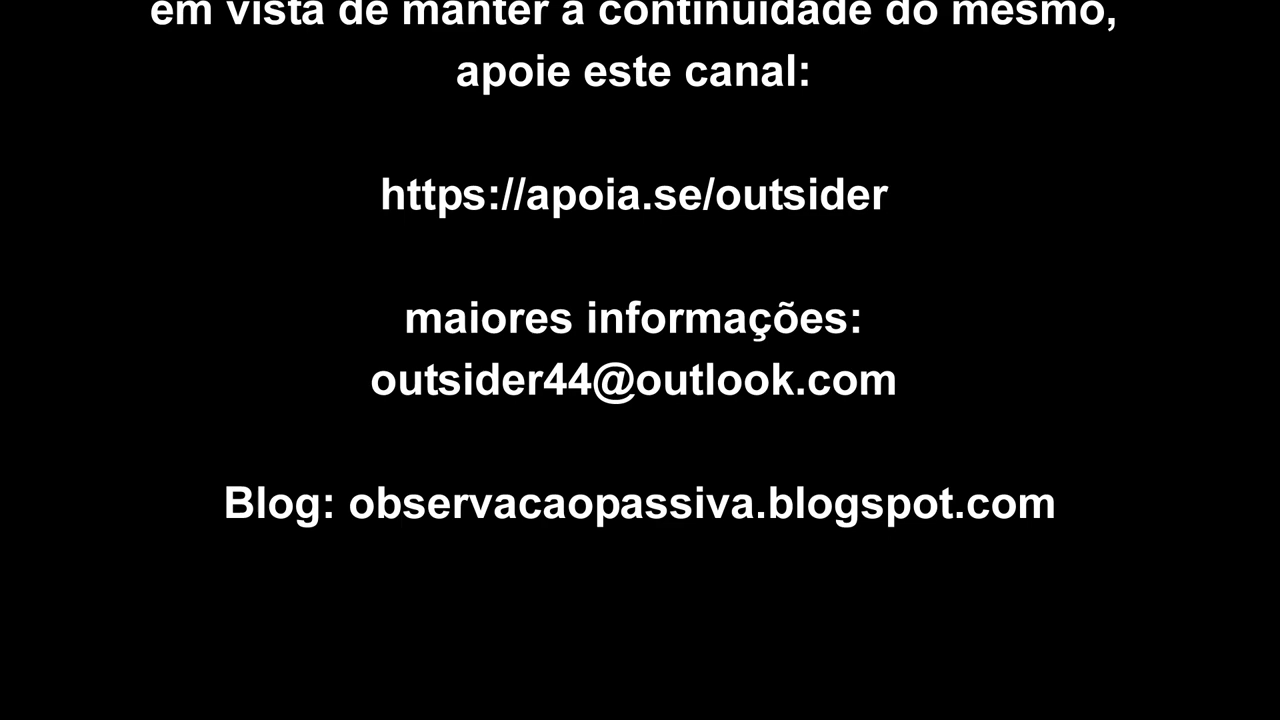 em vista de manter a continuidade do mesmo,
apoie este canal:
https://apoia.se/outsider
maiores informações:
outsider44@outlook.com
Blog: observacaopassiva.blogspot.com